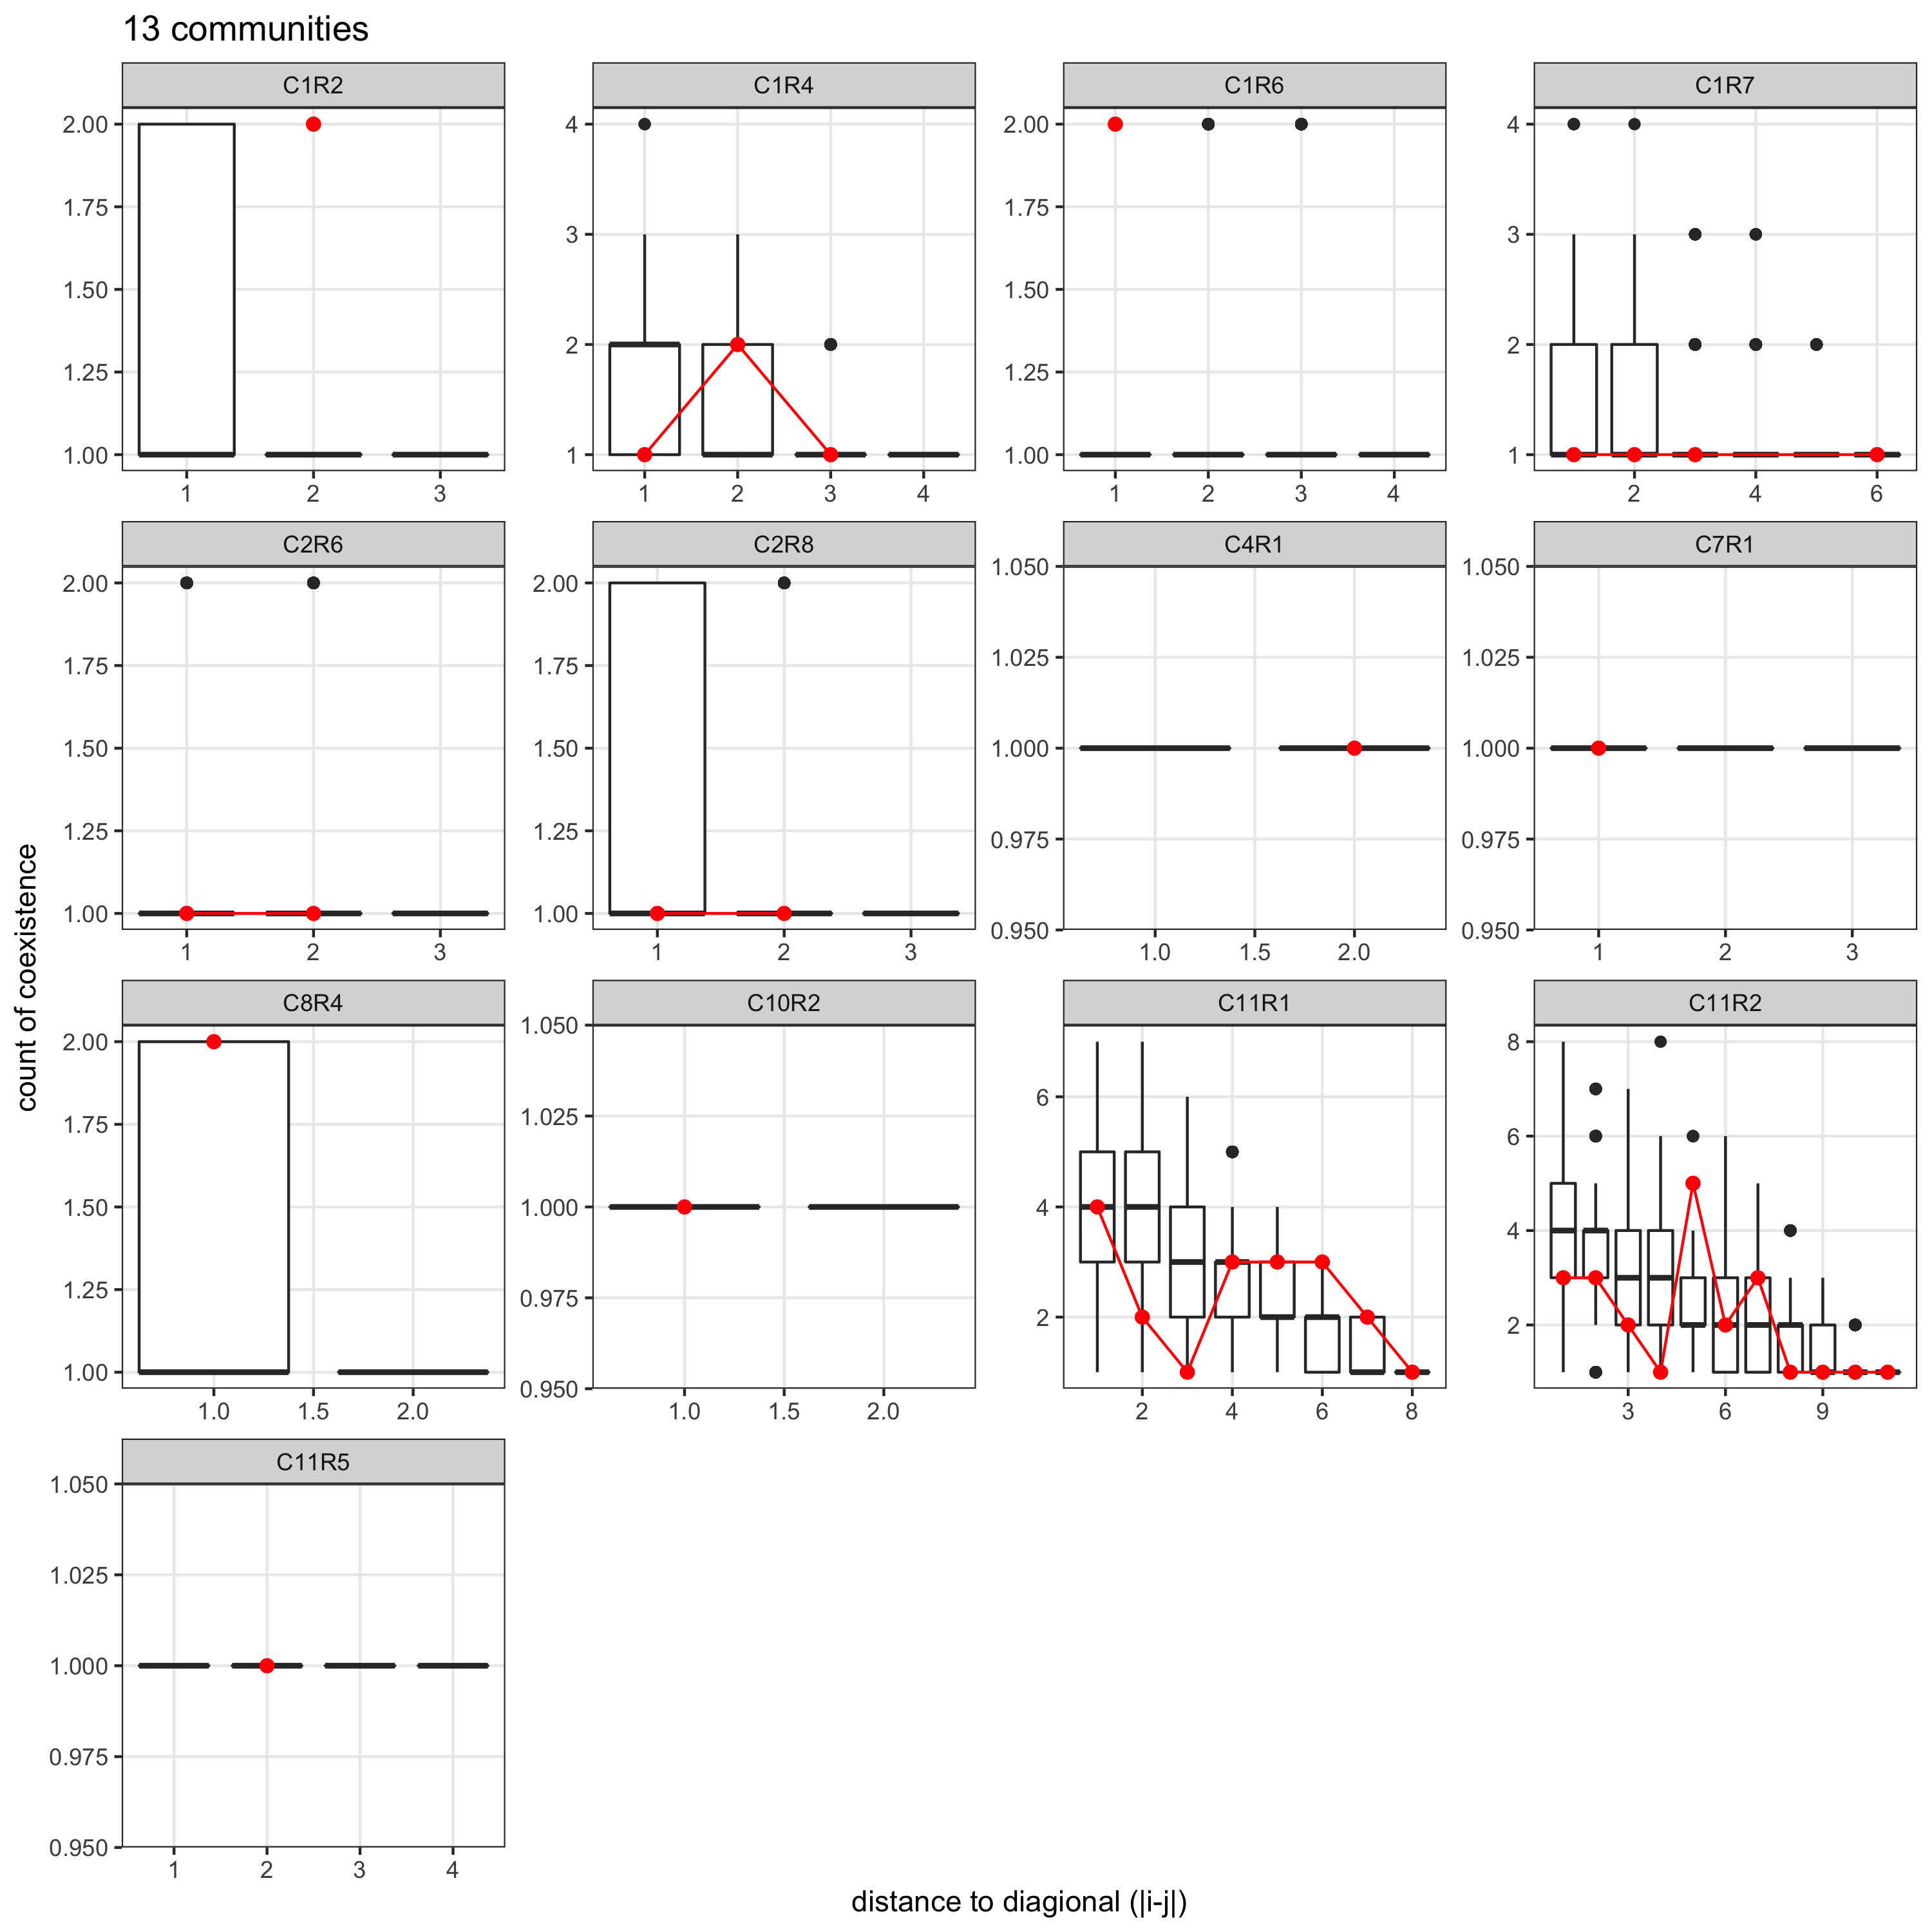 13 communities
C1R2 C1R4 C1R6 C1R7
2.00 4 2.00 4
1.75 3 1.75 3
1.50 1.50
1.25 2 1.25 2
1.00 1 1.00 1
1 2 3 1 2 3 4 1 2 3 4 2 4 6
C2R6 C2R8 C4R1 C7R1
2.00 2.00 1.050 1.050
1.75 1.75 1.025 1.025
1.50 1.50 1.000 1.000
1.25 1.25 0.975 0.975
1.00 1.00 0.950 0.950
1 2 3 1 2 3 1.0 1.5 2.0 1 2 3
count of coexistence
C8R4 C10R2 C11R1 C11R2
2.00 1.050 6 8
1.75 1.025 4 6
1.50 1.000 2 4
1.25 0.975 2
1.00 0.950
1.0 1.5 2.0 1.0 1.5 2.0 2 4 6 8 3 6 9
C11R5
1.050
1.025
1.000
0.975
0.950
1 2 3 4
distance to diagional (|i-j|)